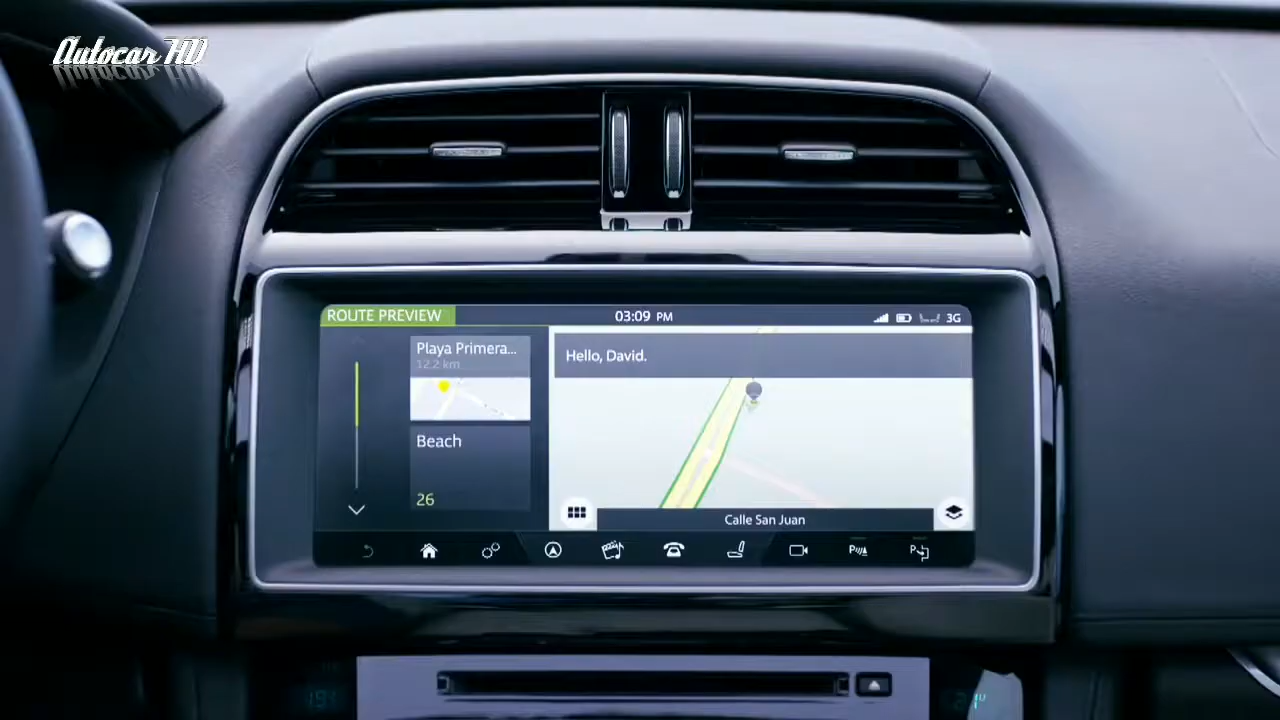 Autocar HD
ROUTE PREVIEW
03:09 PM
3G
Playa Primera...
12.2 km
Hello, David.
Beach
26
Calle San Juan